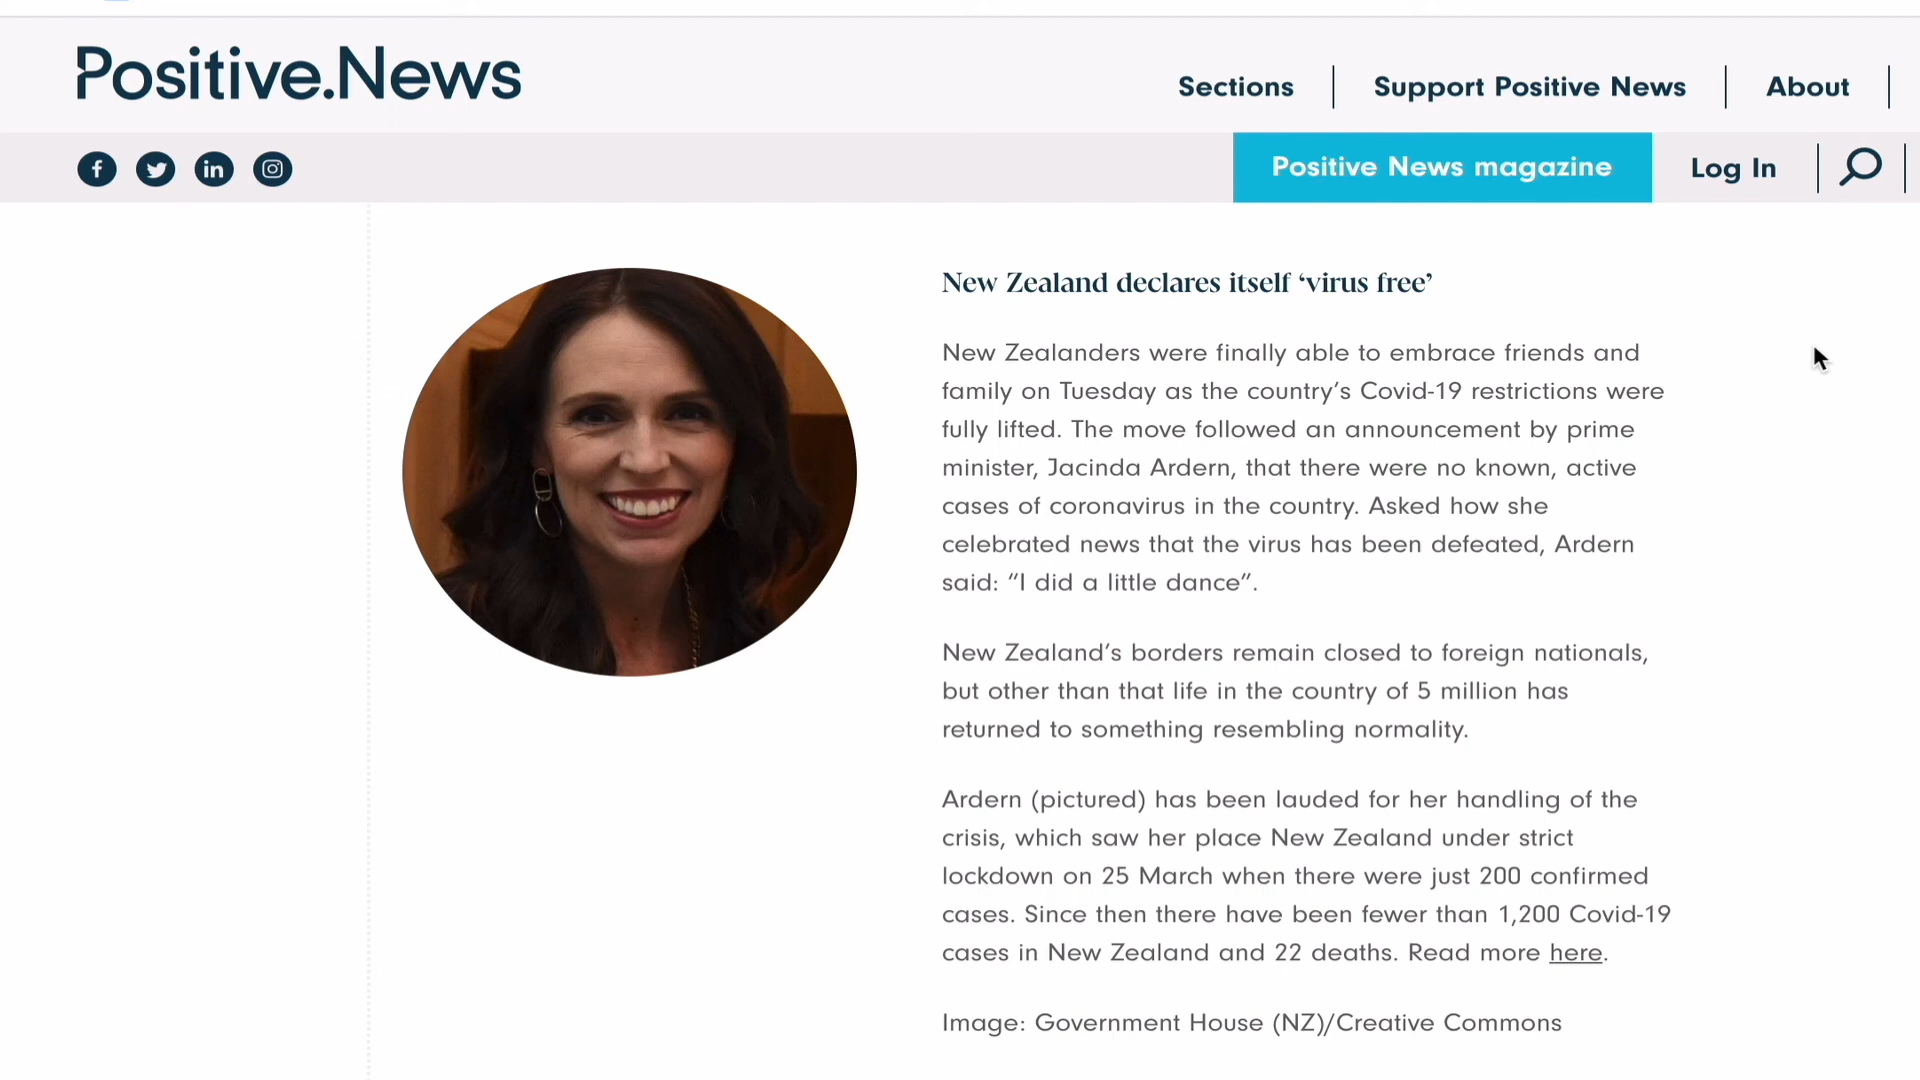 Positive.News
Sections
Support Positive News
About
Positive News magazine
Log In
New Zealand declares itself ‘virus free’
New Zealanders were finally able to embrace friends and
family on Tuesday as the country’s Covid-19 restrictions were
fully lifted. The move followed an announcement by prime
minister, Jacinda Ardern, that there were no known, active
cases of coronavirus in the country. Asked how she
celebrated news that the virus has been defeated, Ardern
said: “I did a little dance”.
New Zealand’s borders remain closed to foreign nationals,
but other than that life in the country of 5 million has
returned to something resembling normality.
Ardern (pictured) has been lauded for her handling of the
crisis, which saw her place New Zealand under strict
lockdown on 25 March when there were just 200 confirmed
cases. Since then there have been fewer than 1,200 Covid-19
cases in New Zealand and 22 deaths. Read more here.
Image: Government House (NZ)/Creative Commons